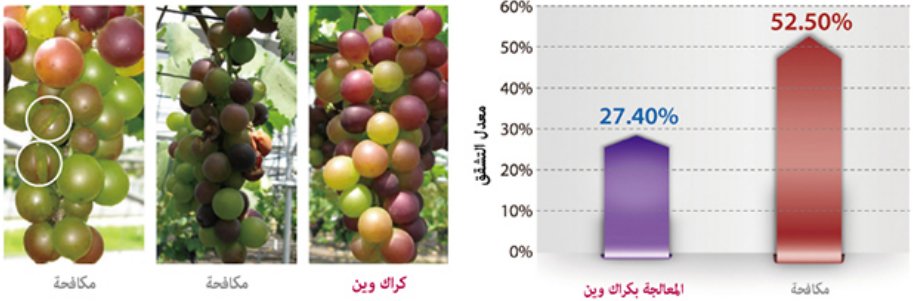 مكافحة
مكافحة
كراك وين
معدل التشقق
60%
50%
40%
30%
20%
10%
0%
27.40%
52.50%
المعالجة بكراك وين
مكافحة